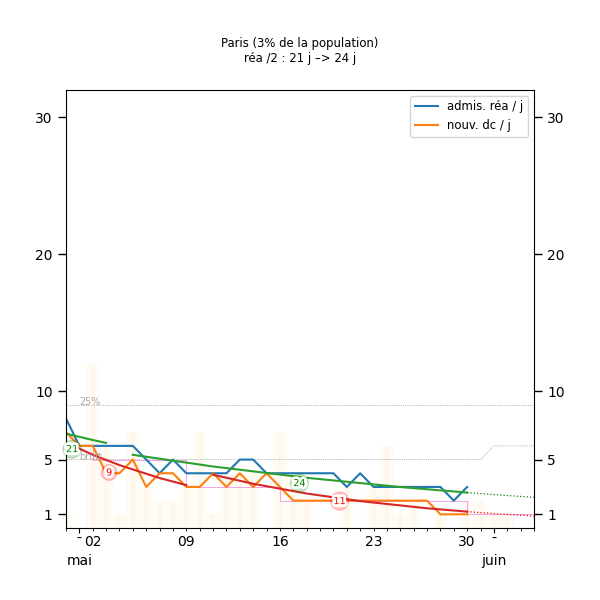 Paris (3% de la population)
réa /2 : 21 j –> 24 j
admis. réa / j
nouv. dc / j
30 30
20 20
10 10
25%
21
5 5
9
24
11
1 1
02 09 16 23 30 -
mai juin